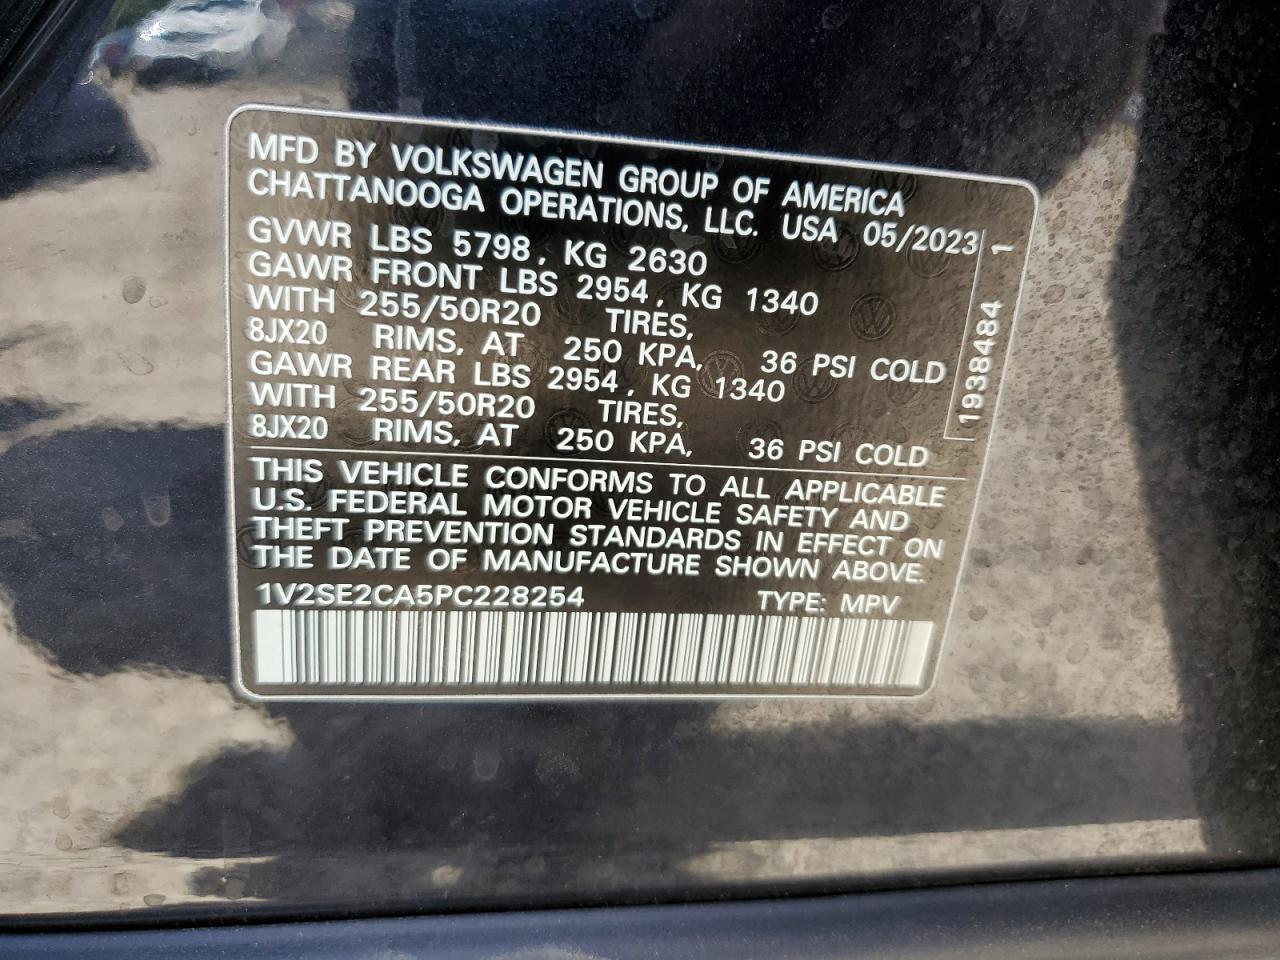 MFD BY VOLKSWAGEN GROUP OF AMERICA
CHATTANOOGA OPERATIONS, LLC. USA 05/2023
GVWR LBS 5798, KG 2630
GAWR FRONT LBS 2954, KG 1340
WITH 255/50R20 TIRES,
8JX20 RIMS, AT 250 KPA, 36 PSI COLD
GAWR REAR LBS 2954, KG 1340
WITH 255/50R20 TIRES,
8JX20 RIMS, AT 250 KPA, 36 PSI COLD
1938484 1
THIS VEHICLE CONFORMS TO ALL APPLICABLE
U.S. FEDERAL MOTOR VEHICLE SAFETY AND
THEFT PREVENTION STANDARDS IN EFFECT ON
THE DATE OF MANUFACTURE SHOWN ABOVE.
1V2SE2CA5PC228254 TYPE: MPV